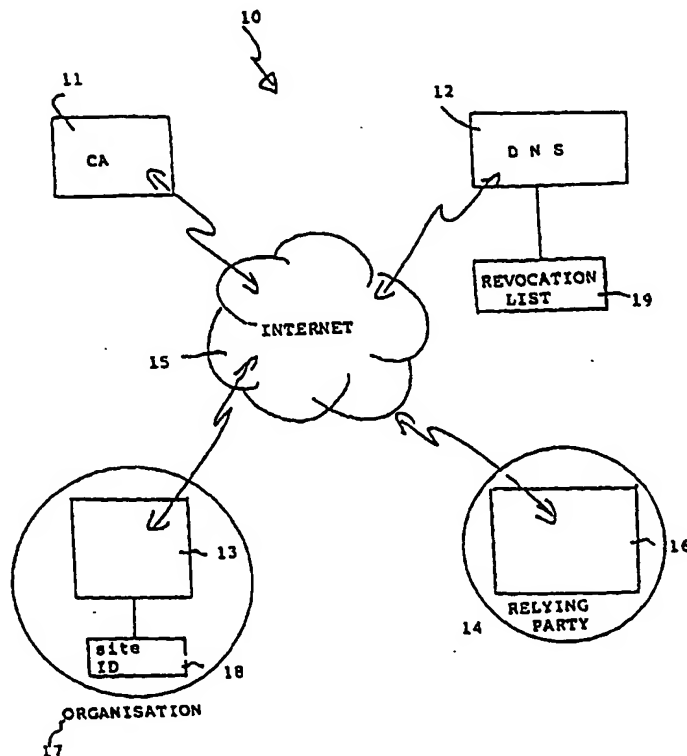 10
11
CA
12
D N S
REVOCATION
LIST
19
INTERNET
15
13
site
ID
18
ORGANISATION
17
16
14
RELYING
PARTY